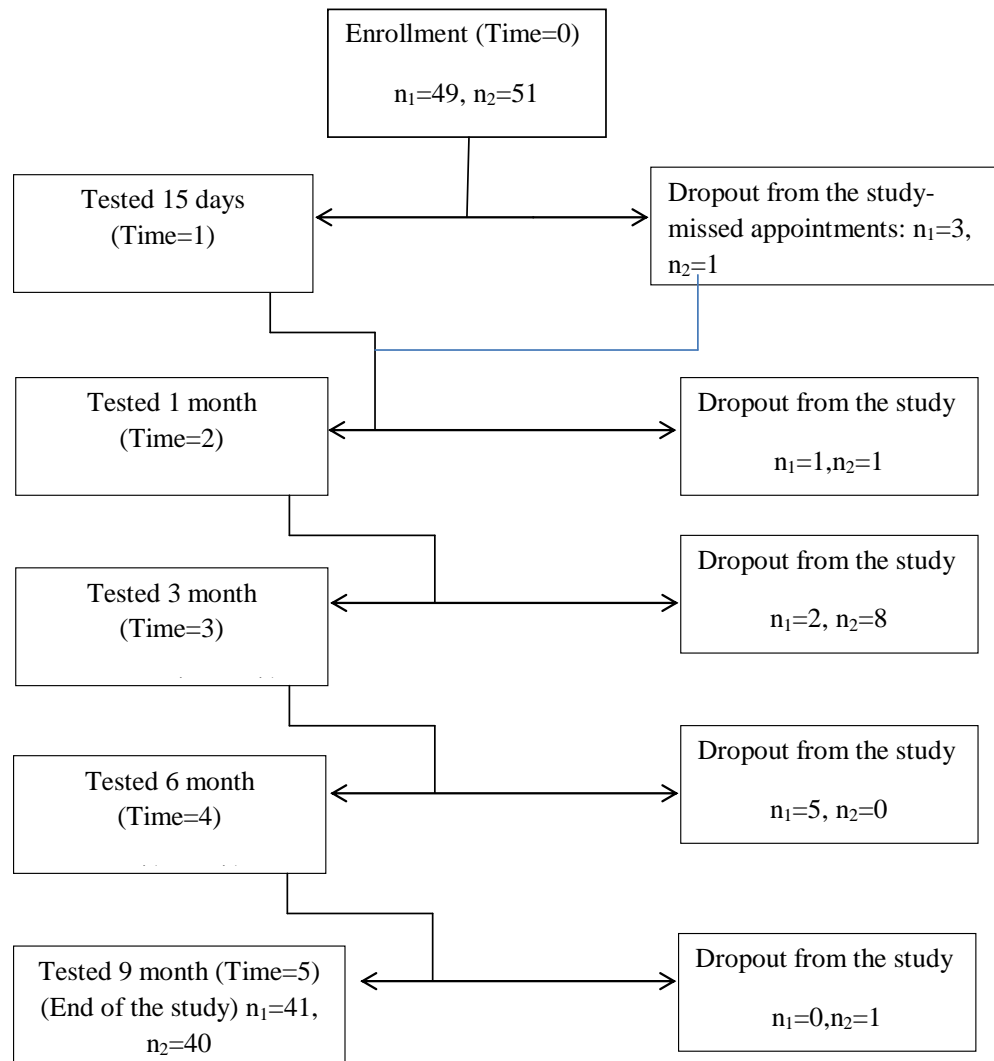 Enrollment (Time=0)
n₁=49, n₂=51
Tested 15 days
(Time=1)
Dropout from the study-
missed appointments: n₁=3,
n₂=1
Tested 1 month
(Time=2)
Dropout from the study
n₁=1,n₂=1
Tested 3 month
(Time=3)
Dropout from the study
n₁=2, n₂=8
Tested 6 month
(Time=4)
Dropout from the study
n₁=5, n₂=0
Tested 9 month (Time=5)
(End of the study) n₁=41,
n₂=40
Dropout from the study
n₁=0,n₂=1